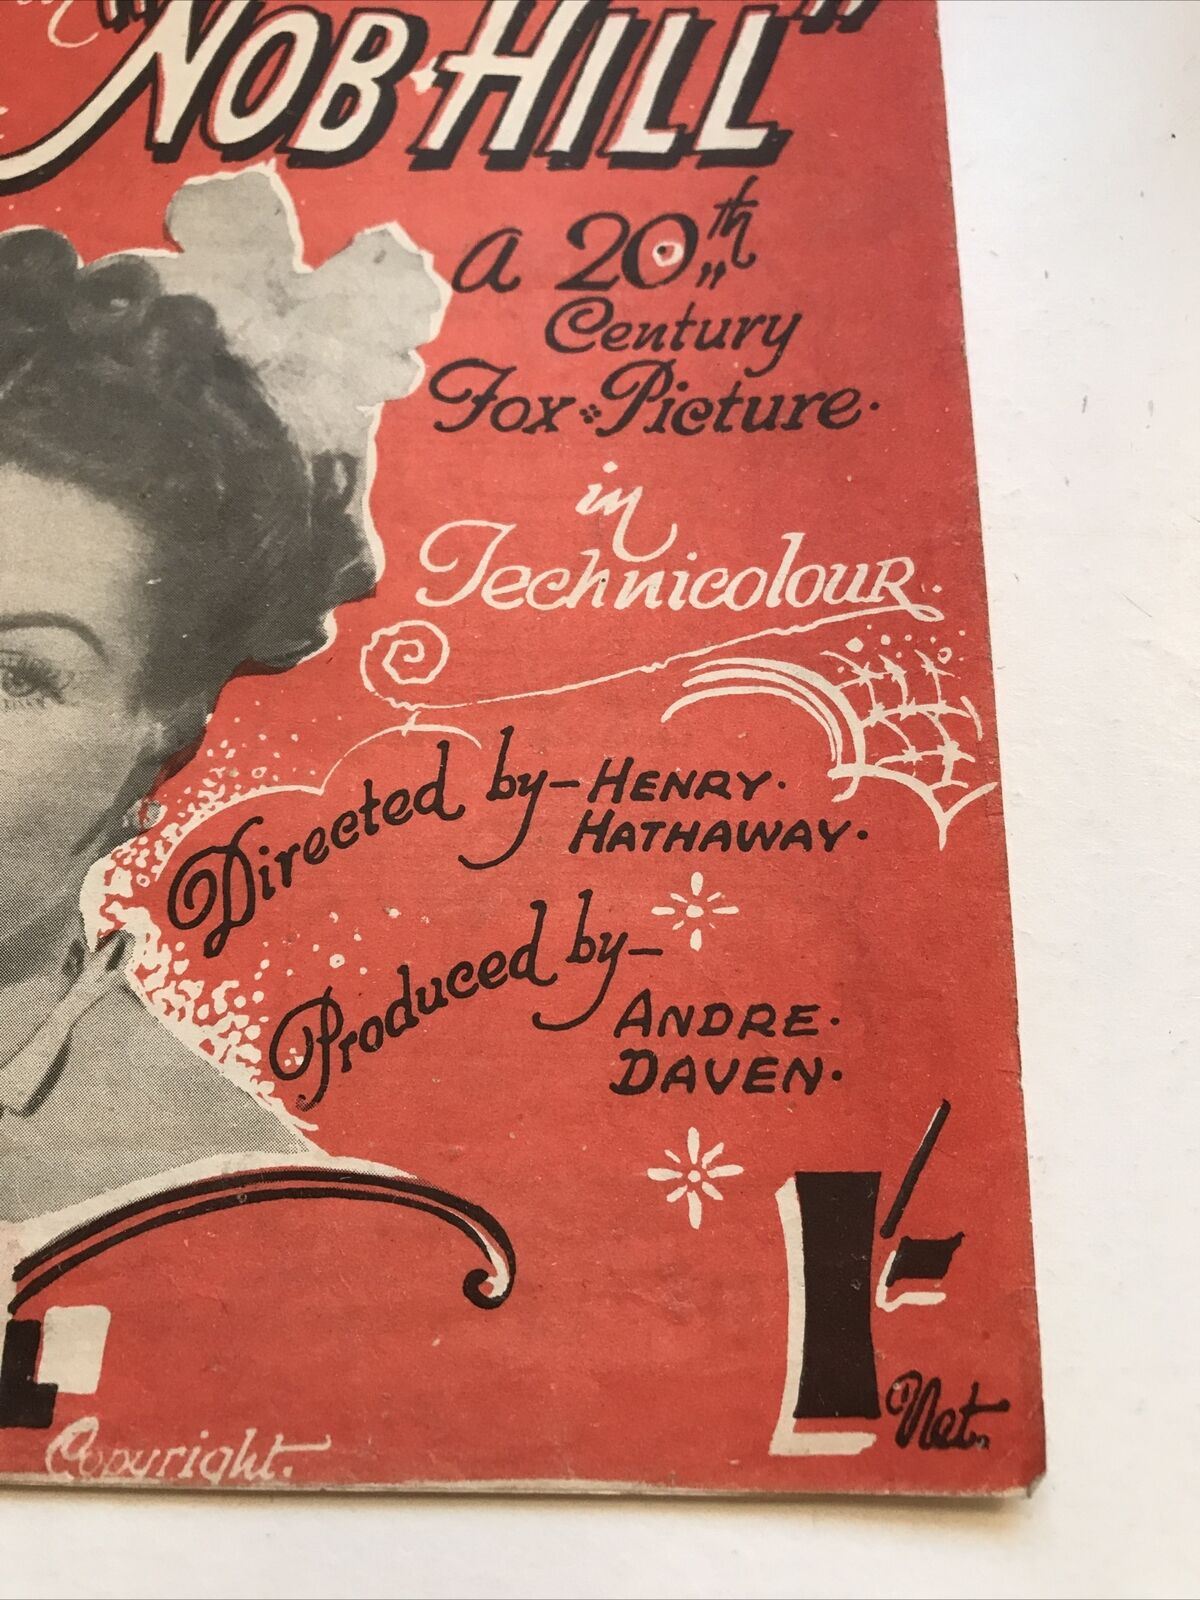 "NOB-HILL"
a 20th
Century
Fox Picture.
in
Technicolour.
Directed by - HENRY.
HATHAWAY.
Produced by -
ANDRE.
DAVEN.
1/-
Net.
Copyright.